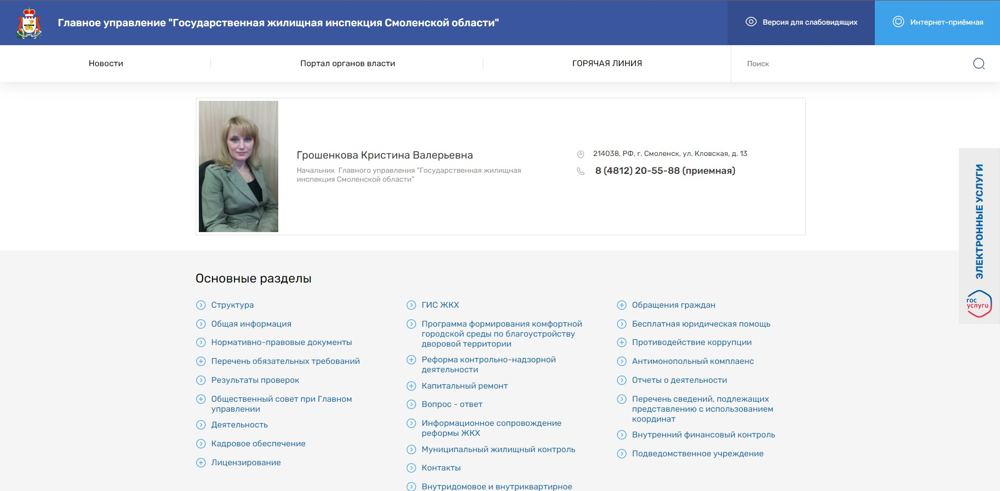 Главное управление "Государственная жилищная инспекция Смоленской области"
Версия для слабовидящих
Интернет-приёмная
Новости
Портал органов власти
ГОРЯЧАЯ ЛИНИЯ
Поиск
Грошенкова Кристина Валерьевна
Начальник Главного управления "Государственная жилищная
инспекция Смоленской области"
214038, РФ, г. Смоленск, ул. Кловская, д. 13
8 (4812) 20-55-88 (приемная)
ЭЛЕКТРОННЫЕ УСЛУГИ
гос
услуги
Основные разделы
Структура
Общая информация
Нормативно-правовые документы
Перечень обязательных требований
Результаты проверок
Общественный совет при Главном
управлении
Деятельность
Кадровое обеспечение
Лицензирование
ГИС ЖКХ
Программа формирования комфортной
городской среды по благоустройству
дворовой территории
Реформа контрольно-надзорной
деятельности
Капитальный ремонт
Вопрос - ответ
Информационное сопровождение
реформы ЖКХ
Муниципальный жилищный контроль
Контакты
Внутридомовое и внутриквартирное
Обращения граждан
Бесплатная юридическая помощь
Противодействие коррупции
Антимонопольный комплаенс
Отчеты о деятельности
Перечень сведений, подлежащих
представлению с использованием
координат
Внутренний финансовый контроль
Подведомственное учреждение